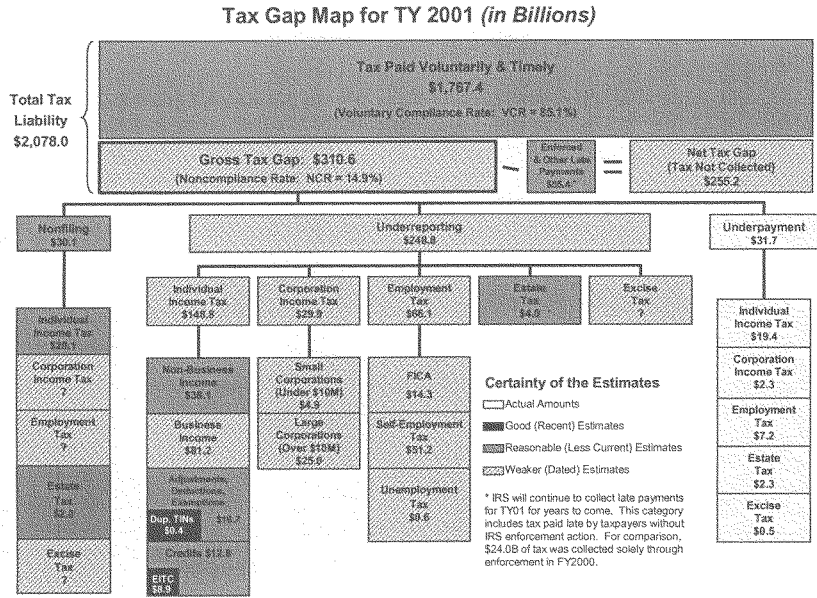 Tax Gap Map for TY 2001 (in Billions)
Total Tax
Liability
$2,078.0
Tax Paid Voluntarily & Timely
$1,767.4
(Voluntary Compliance Rate: VCR = 85.1%)
Gross Tax Gap: $310.6
(Noncompliance Rate: NCR = 14.9%)
Enforced
& Other Late
Payments
$55.4*
Net Tax Gap
(Tax Not Collected)
$255.2
Nonfiling
$30.1
Underreporting
$248.8
Underpayment
$31.7
Individual
Income Tax
$28.1
Corporation
Income Tax
?
Employment
Tax
?
Estate
Tax
Excise
Tax
?
Individual
Income Tax
$148.8
Corporation
Income Tax
$29.9
Employment
Tax
$66.1
Estate
Tax
$4.0
Excise
Tax
?
Non-Business
Income
Business
Income
$81.2
Adjustments,
Deductions,
Exemptions
Dup. TINs
$0.4
Credits
EITC
Small
Corporations
(Under $10M)
$4.9
Large
Corporations
(Over $10M)
$25.0
FICA
$14.3
Self-Employment
Tax
$51.2
Unemployment
Tax
$0.6
Certainty of the Estimates
Actual Amounts
Good (Recent) Estimates
Reasonable (Less Current) Estimates
Weaker (Dated) Estimates
* IRS will continue to collect late payments
for TY01 for years to come. This category
includes tax paid late by taxpayers without
IRS enforcement action. For comparison,
$24.0B of tax was collected solely through
enforcement in FY2000.
Individual
Income Tax
$19.4
Corporation
Income Tax
$2.3
Employment
Tax
$7.2
Estate
Tax
$2.3
Excise
Tax
$0.5